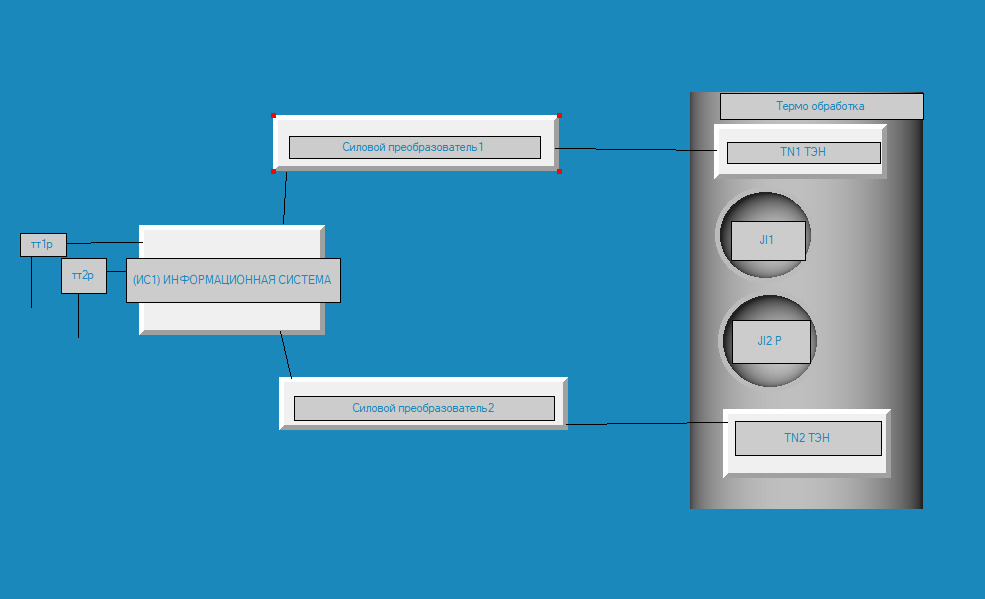 Термо обработка
Силовой преобразователь1
TN1 ТЭН
тт1р
JI1
тт2р
(ИС1) ИНФОРМАЦИОННАЯ СИСТЕМА
JI2 P
Силовой преобразователь2
TN2 ТЭН